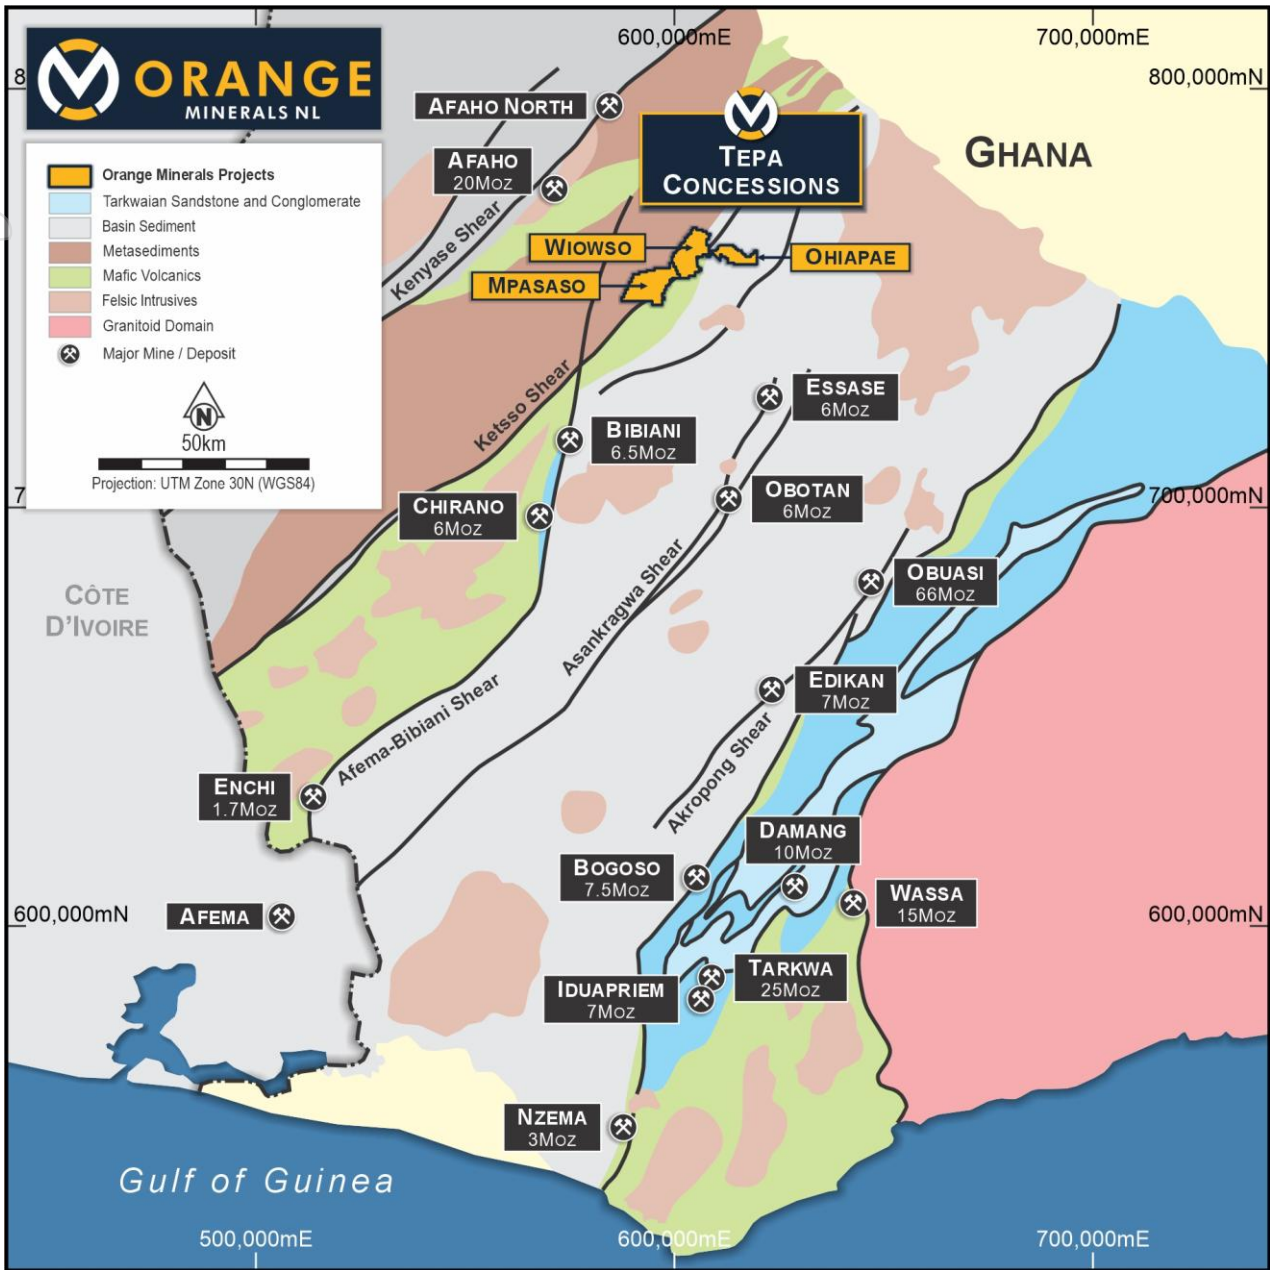 600,000mE
700,000mE
ORANGE
MINERALS NL
8
800,000mN
AFAHO NORTH
TEPA
CONCESSIONS
GHANA
AFAHO
20MOZ
Orange Minerals Projects
Tarkwaian Sandstone and Conglomerate
Basin Sediment
Metasediments
Mafic Volcanics
Felsic Intrusives
Granitoid Domain
Major Mine / Deposit
N
50km
Projection: UTM Zone 30N (WGS84)
Kenyase Shear
WIOWSO
OHIAPAE
MPASASO
Ketsso Shear
ESSASE
6MOZ
BIBIANI
6.5MOZ
7
700,000mN
CHIRANO
6MOZ
OBOTAN
6MOZ
OBUASI
66MOZ
CÔTE
D'IVOIRE
Asankragwa Shear
EDIKAN
7MOZ
Afema-Bibiani Shear
Akropong Shear
ENCHI
1.7MOZ
DAMANG
10MOZ
BOGOSO
7.5MOZ
WASSA
15MOZ
600,000mN
AFEMA
600,000mN
TARKWA
25MOZ
IDUAPRIEM
7MOZ
NZEMA
3MOZ
Gulf of Guinea
500,000mE
600,000mE
700,000mE